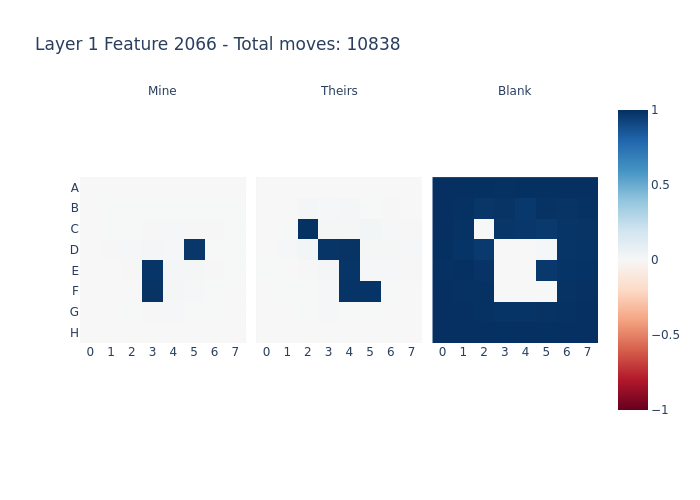 Layer 1 Feature 2066 - Total moves: 10838
Mine
Theirs
Blank
A
B
C
D
E
F
G
H
0 1 2 3 4 5 6 7
0 1 2 3 4 5 6 7
0 1 2 3 4 5 6 7
1
0.5
0
−0.5
−1